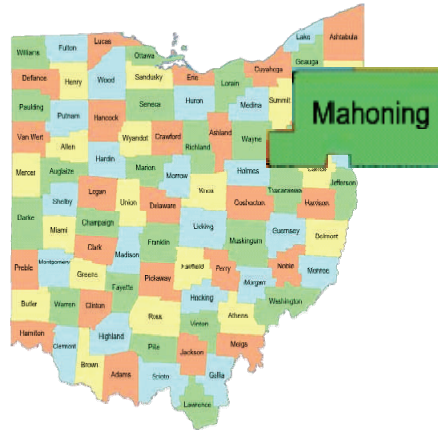 Lake
Ashtabula
Lucas
Fulton
Williams
Ottawa
Geauga
Cuyahoga
Wood
Sandusky
Erie
Defiance
Henry
Lorain
Huron
Medina
Summit
Seneca
Paulding
Putnam
Hancock
Mahoning
Ashland
Wayne
Van Wert
Wyandot
Crawford
Allen
Richland
Hardin
Mercer
Auglaize
Marion
Holmes
Morrow
Jefferson
Logan
Knox
Tuscarawas
Shelby
Union
Delaware
Coshocton
Harrison
Darke
Champaign
Licking
Guernsey
Belmont
Miami
Franklin
Muskingum
Clark
Madison
Preble
Montgomery
Fairfield
Perry
Noble
Monroe
Greene
Pickaway
Morgan
Fayette
Butler
Warren
Clinton
Hocking
Washington
Ross
Athens
Hamilton
Highland
Vinton
Clermont
Pike
Jackson
Meigs
Brown
Adams
Scioto
Gallia
Lawrence